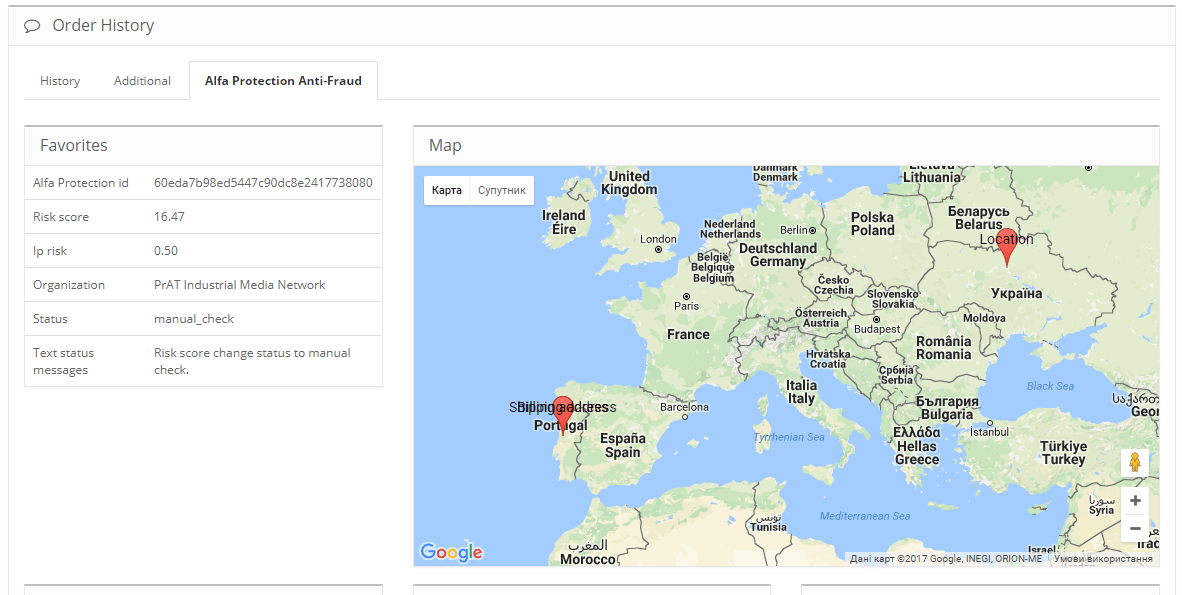 Order History
History
Additional
Alfa Protection Anti-Fraud
Favorites
Alfa Protection id
60eda7b98ed5447c90dc8e2417738080
Risk score
16.47
Ip risk
0.50
Organization
PrAT Industrial Media Network
Status
manual_check
Text status
messages
Risk score change status to manual
check.
Map
Карта
Супутник
United
Kingdom
Danmark
Denmark
Lietuva
Lithuania
Ireland
Éire
London
Nederland
Netherlands
Berlin
Polska
Poland
Беларусь
Belarus
Location
België
Belgique
Belgium
Deutschland
Germany
Česko
Czechia
Slovensko
Slovakia
Україна
Paris
Österreich
Austria
Budapest
Moldova
France
Hrvatska
Croatia
România
Romania
Србија
Serbia
Italia
Italy
Black Sea
България
Bulgaria
Shipping address
Billing address
Portugal
Barcelona
España
Spain
Tyrrhenian Sea
Ελλάδα
Hellas
Greece
Istanbul
Türkiye
Turkey
سوريا
Syria
Mediterranean Sea
تونس
Tunisia
المغرب
Morocco
Israel
Google
Дані карт ©2017 Google, INEGI, ORION-ME
Умови використання